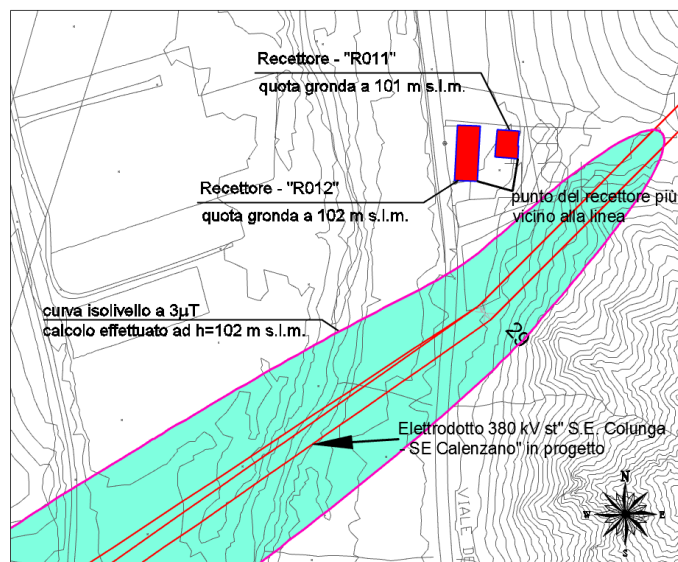 Recettore - "R011"
quota gronda a 101 m s.l.m.
Recettore - "R012"
quota gronda a 102 m s.l.m.
punto del recettore più
vicino alla linea
curva isolivello a 3µT
calcolo effettuato ad h=102 m s.l.m.
29
Elettrodotto 380 kV st" S.E. Colunga
- SE Calenzano" in progetto
VIALE DE
N
W
E
S